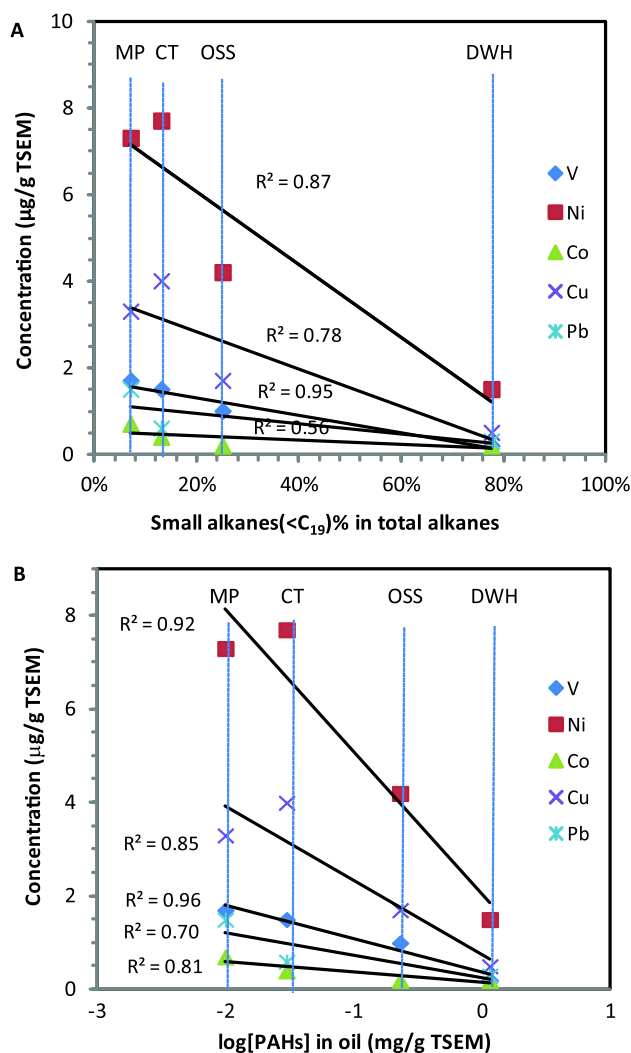 A
10
8
6
4
2
0
Concentration (µg/g TSEM)
MP CT OSS DWH
R² = 0.87
R² = 0.78
R² = 0.95
R² = 0.56
V
Ni
Co
Cu
Pb
0% 20% 40% 60% 80% 100%
Small alkanes(<C₁₉)% in total alkanes
B
8
6
4
2
0
Concentration (µg/g TSEM)
MP CT OSS DWH
R² = 0.92
R² = 0.85
R² = 0.96
R² = 0.70
R² = 0.81
V
Ni
Co
Cu
Pb
-3 -2 -1 0 1
log[PAHs] in oil (mg/g TSEM)